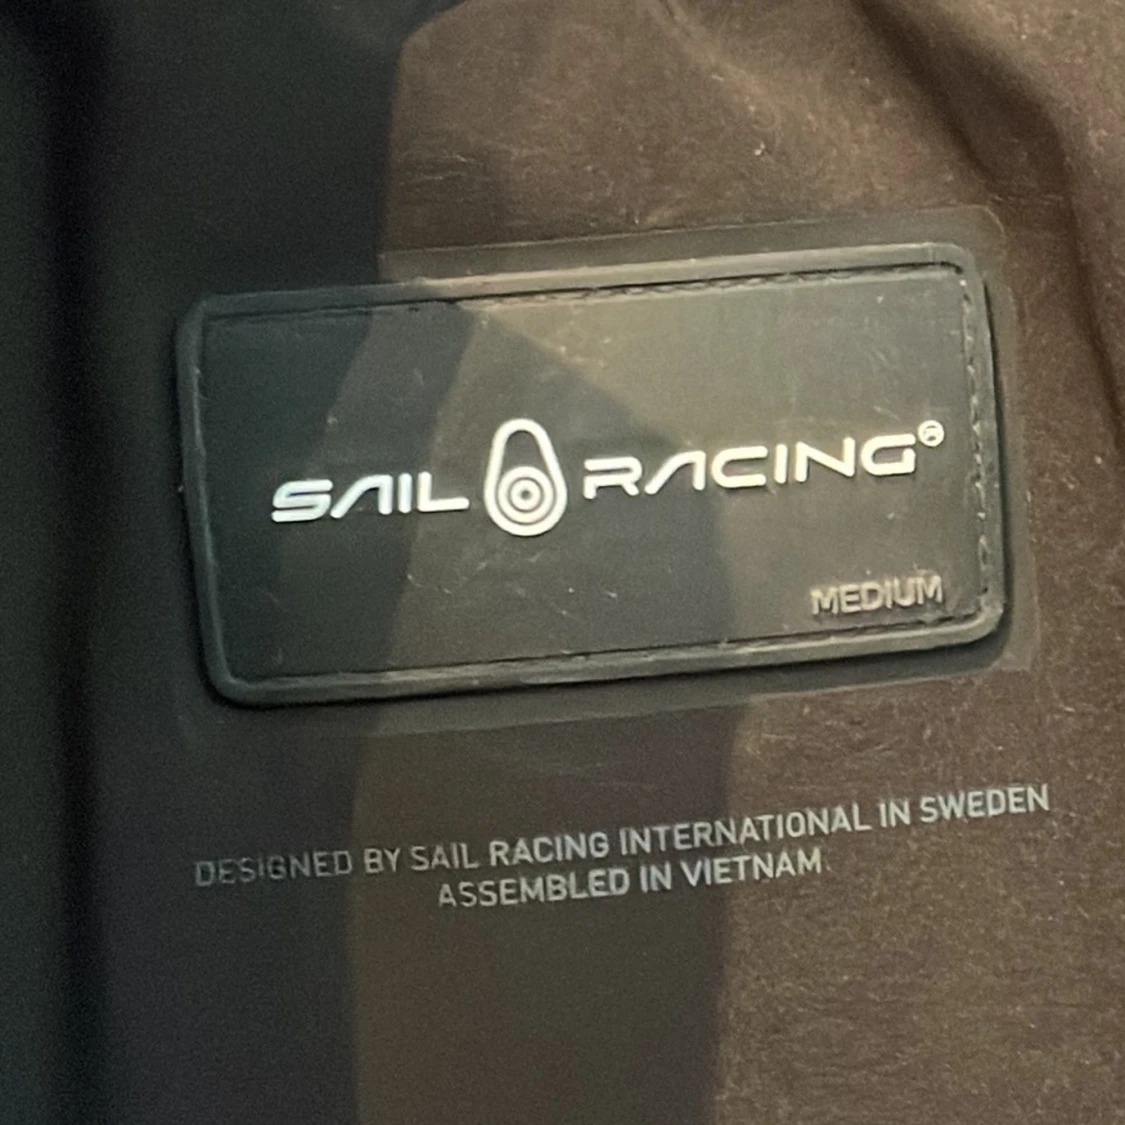 SAIL RACING®
MEDIUM
DESIGNED BY SAIL RACING INTERNATIONAL IN SWEDEN
ASSEMBLED IN VIETNAM.